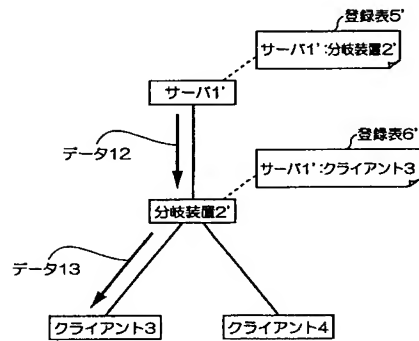 登録表5'
サーバ1':分岐装置2'
サーバ1'
データ12
登録表6'
サーバ1':クライアント3
分岐装置2'
データ13
クライアント3
クライアント4